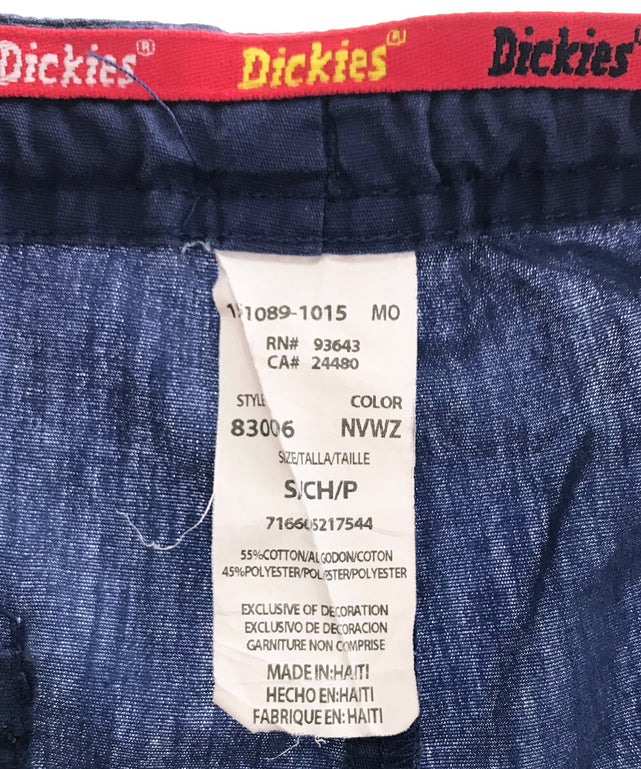 Dickies® Dickies® Dickies®
1089-1015 MO
RN# 93643
CA# 24480
STYLE COLOR
83006 NVWZ
SIZE/TALLA/TAILLE
S/CH/P
716605217544
55%COTTON/ALGODON/COTON
45%POLYESTER/POLIESTER/POLYESTER
EXCLUSIVE OF DECORATION
EXCLUSIVO DE DECORACION
GARNITURE NON COMPRISE
MADE IN:HAITI
HECHO EN:HAITI
FABRIQUE EN: HAITI